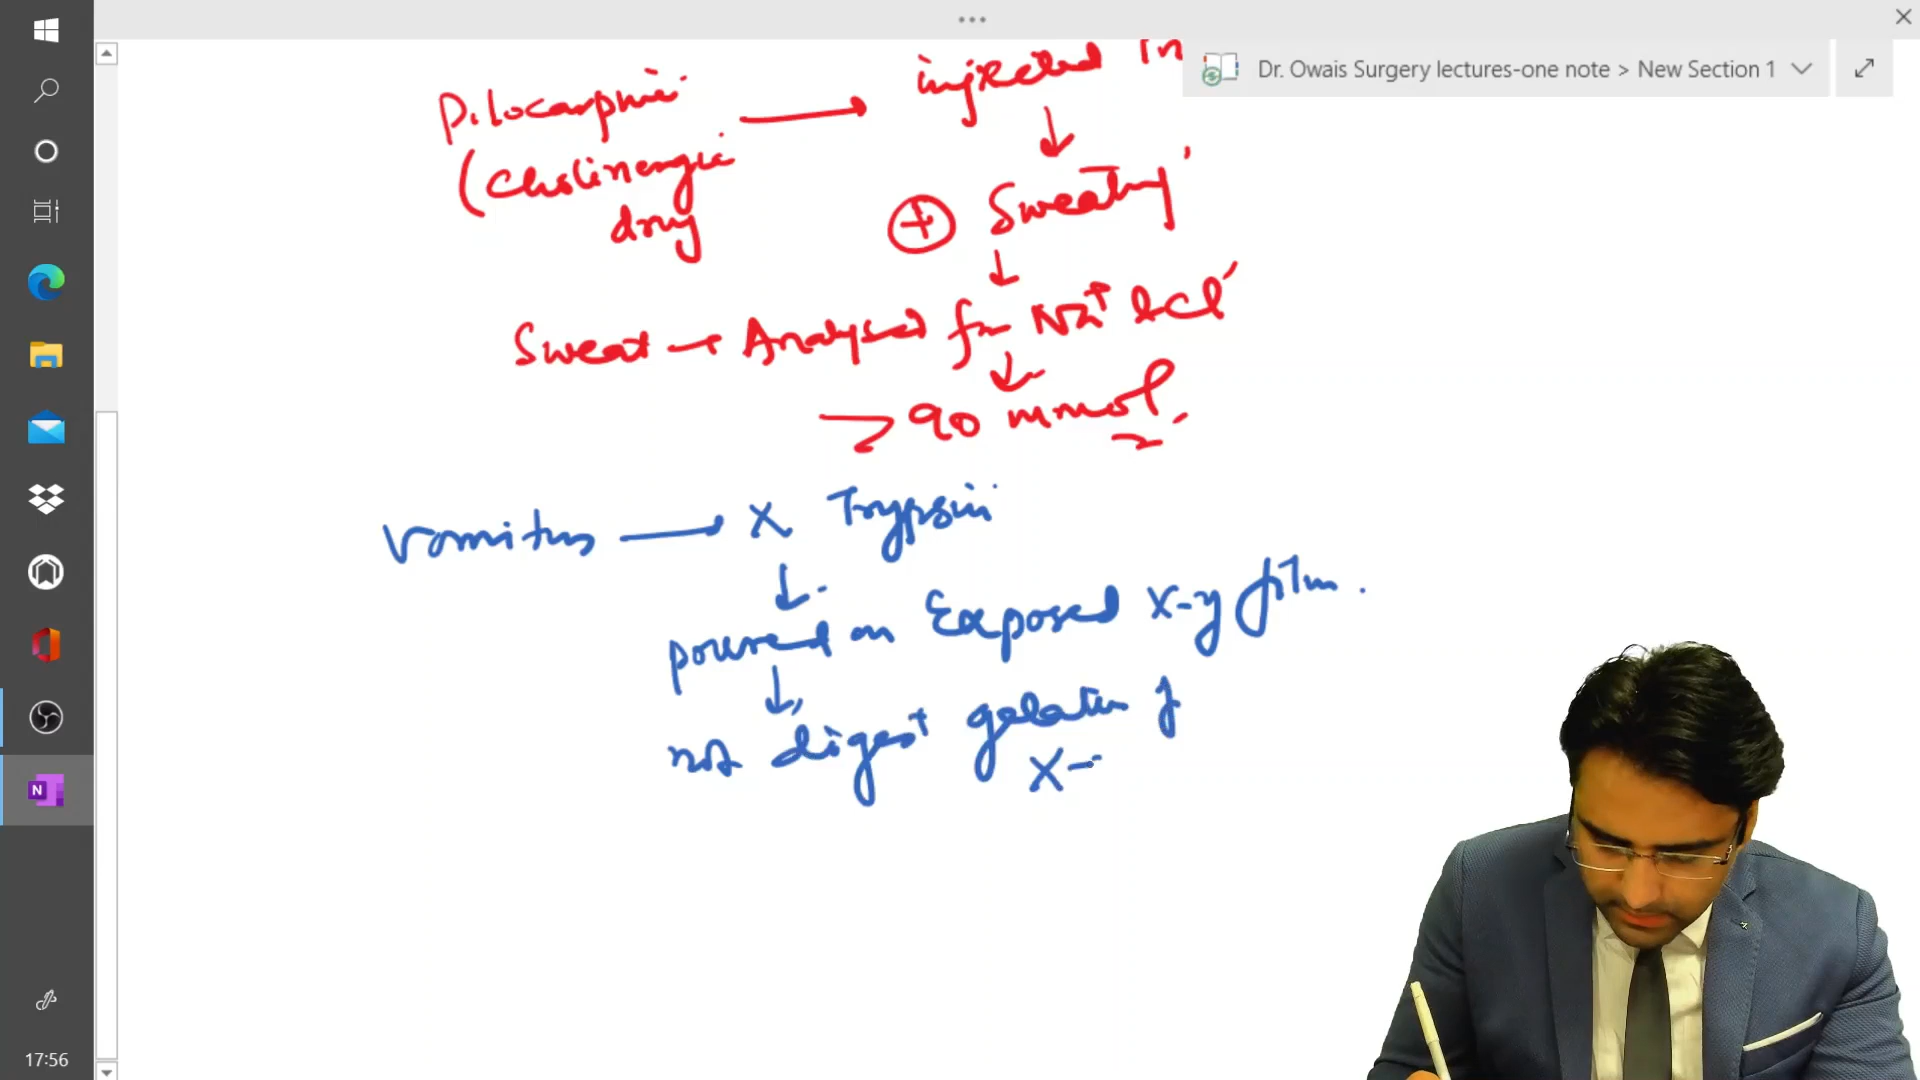 Dr. Owais Surgery lectures-one note > New Section 1
injected in
Pilocarpine
(cholinergic
drug
+ Sweating
Sweat → Analysed for Na+ & Cl-
>90 mmol
Vomitus → X Trypsin
poured on Exposed X-y film.
not digest gelatin of
X-
N
17:56